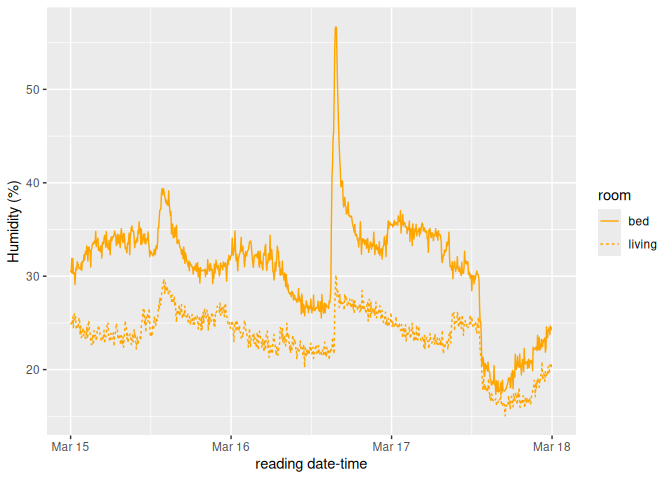 Humidity (%)
50
40
30
20
Mar 15
Mar 16
Mar 17
Mar 18
reading date-time
room
bed
living